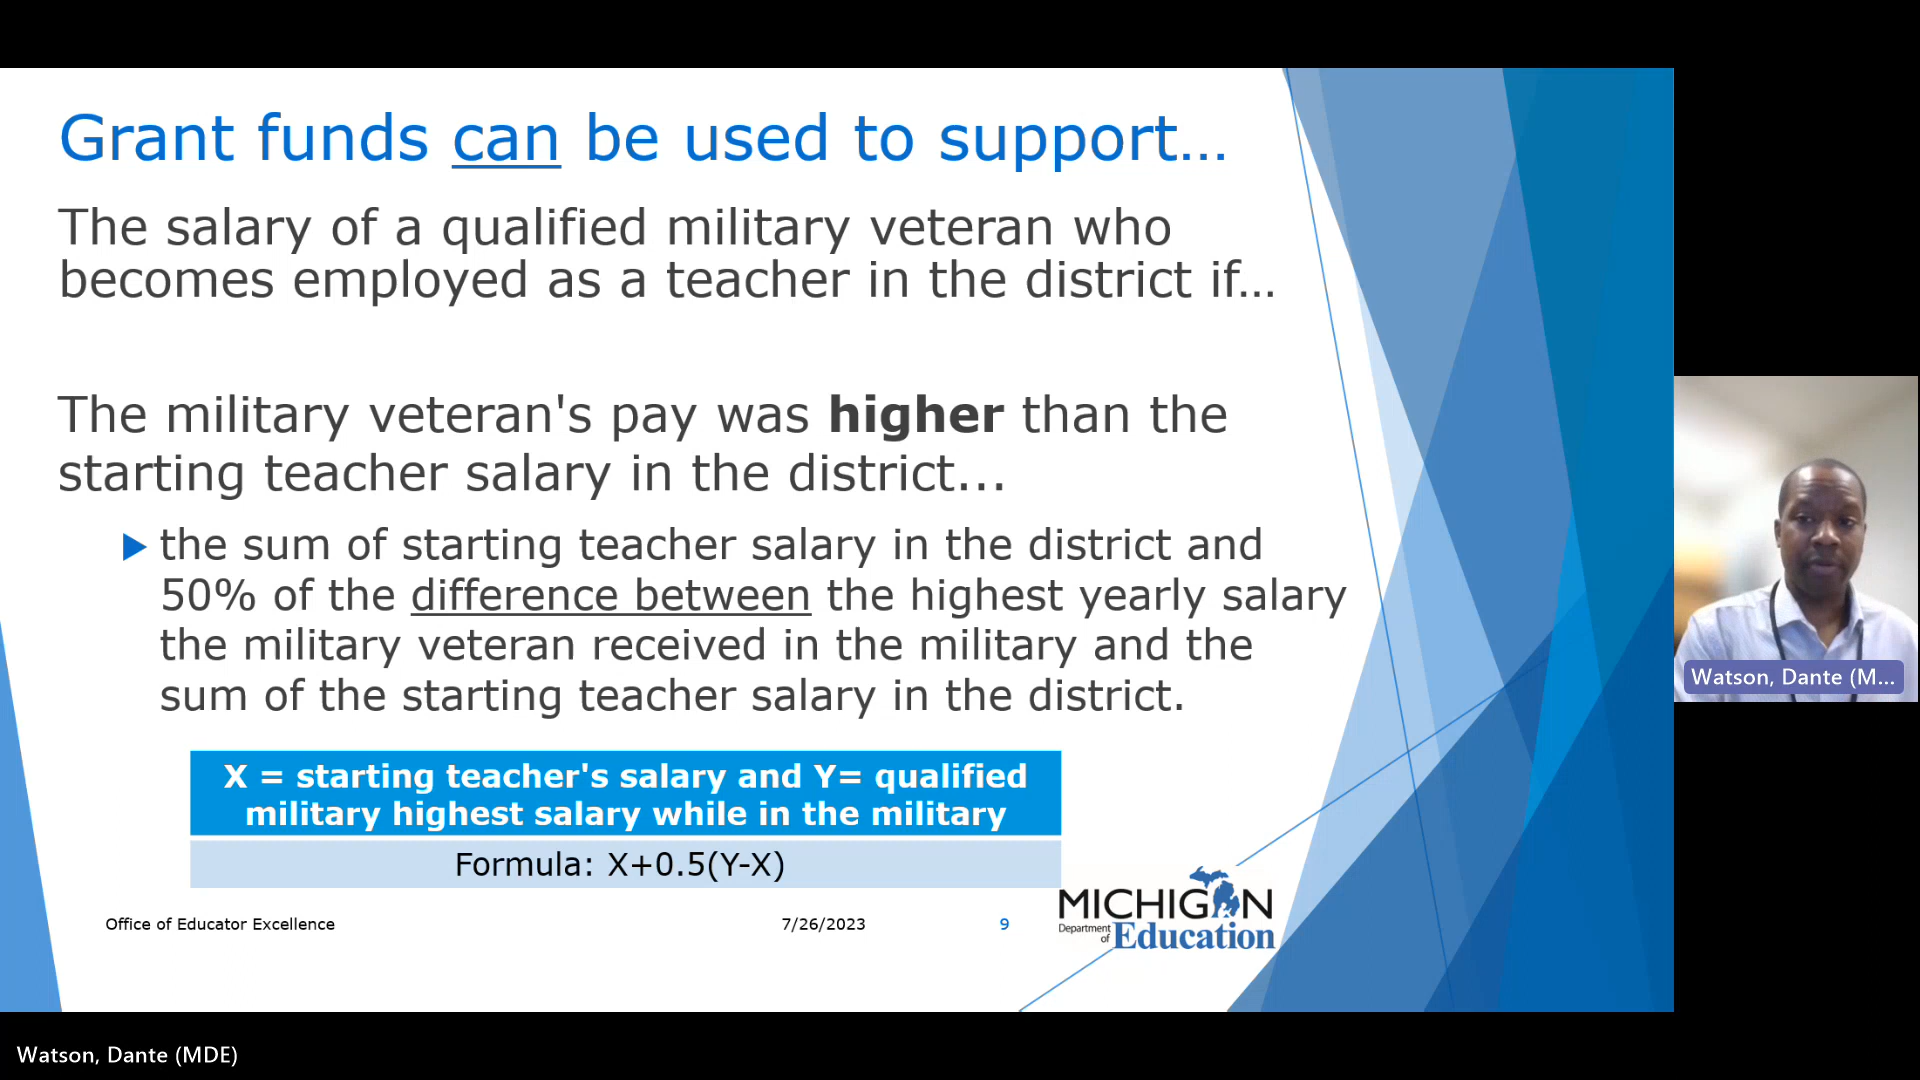 Grant funds can be used to support...
The salary of a qualified military veteran who
becomes employed as a teacher in the district if...
The military veteran's pay was higher than the
starting teacher salary in the district...
the sum of starting teacher salary in the district and
50% of the difference between the highest yearly salary
the military veteran received in the military and the
sum of the starting teacher salary in the district.
X = starting teacher's salary and Y= qualified
military highest salary while in the military
Formula: X+0.5(Y-X)
Office of Educator Excellence
7/26/2023
9
MICHIGAN
Department
of Education
Watson, Dante (M...
Watson, Dante (MDE)